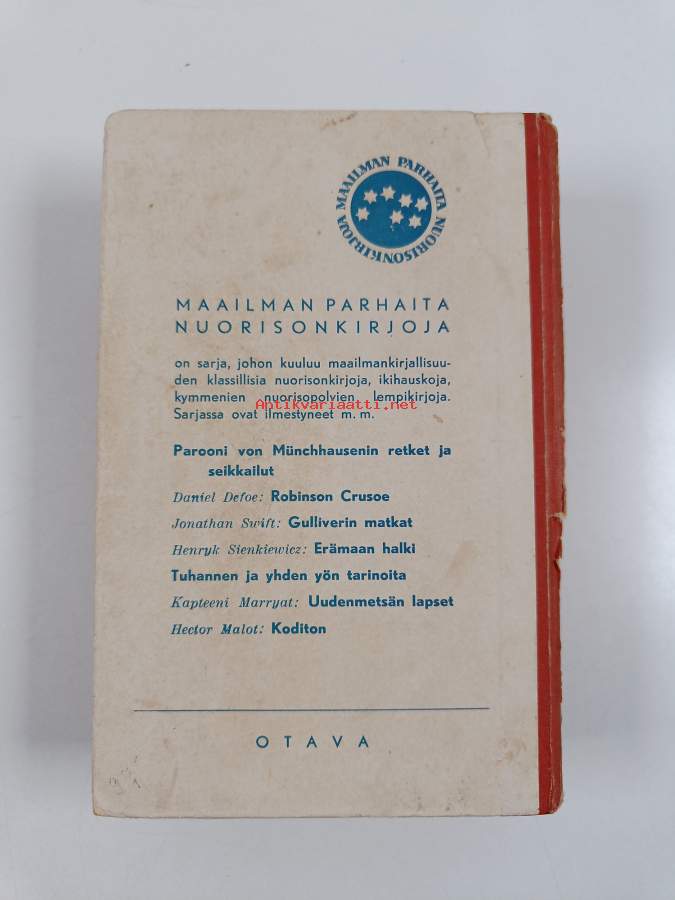 MAAILMAN PARHAITA NUORISONKIRJOJA
MAAILMAN PARHAITA
NUORISONKIRJOJA
on sarja, johon kuuluu maailmankirjallisuu-
den klassillisia nuorisonkirjoja, ikihauskoja,
kymmenien nuorisopolvien lempikirjoja.
Antikvariaatti.net
Sarjassa ovat ilmestyneet m. m.
Parooni von Münchhausenin retket ja
seikkailut
Daniel Defoe: Robinson Crusoe
Jonathan Swift: Gulliverin matkat
Henryk Sienkiewicz: Erämaan halki
Tuhannen ja yhden yön tarinoita
Kapteeni Marryat: Uudenmetsän lapset
Hector Malot: Koditon
OTAVA